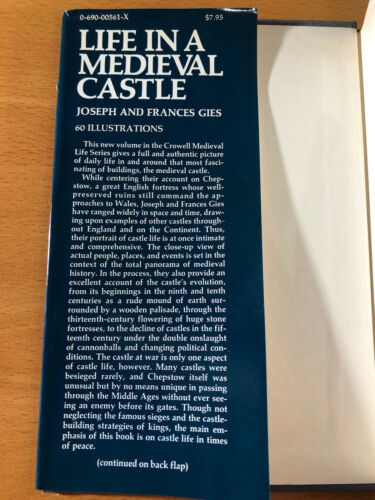 0-690-00561-X $7.95
LIFE IN A
MEDIEVAL
CASTLE
JOSEPH AND FRANCES GIES
60 ILLUSTRATIONS
This new volume in the Crowell Medieval
Life Series gives a full and authentic picture
of daily life in and around that most fasci-
nating of buildings, the medieval castle.
While centering their account on Chep-
stow, a great English fortress whose well-
preserved ruins still command the ap-
proaches to Wales, Joseph and Frances Gies
have ranged widely in space and time, draw-
ing upon examples of other castles through-
out England and on the Continent. Thus,
their portrait of castle life is at once intimate
and comprehensive. The close-up view of
actual people, places, and events is set in the
context of the total panorama of medieval
history. In the process, they also provide an
excellent account of the castle's evolution,
from its beginnings in the ninth and tenth
centuries as a rude mound of earth sur-
rounded by a wooden palisade, through the
thirteenth-century flowering of huge stone
fortresses, to the decline of castles in the fif-
teenth century under the double onslaught
of cannonballs and changing political con-
ditions. The castle at war is only one aspect
of castle life, however. Many castles were
besieged rarely, and Chepstow itself was
unusual but by no means unique in passing
through the Middle Ages without ever see-
ing an enemy before its gates. Though not
neglecting the famous sieges and the castle-
building strategies of kings, the main em-
phasis of this book is on castle life in times
of peace.
(continued on back flap)